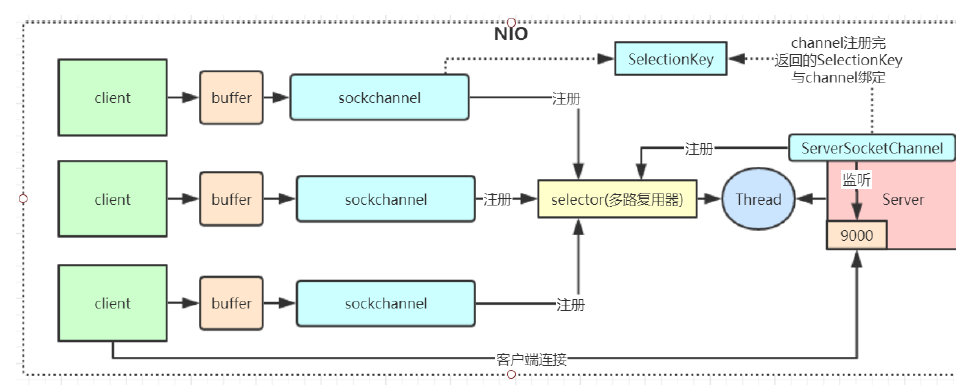 NIO
channel注册完
返回的SelectionKey
与channel绑定
SelectionKey
client
buffer
sockchannel
注册
注册
ServerSocketChannel
监听
Server
client
buffer
sockchannel
注册
selector(多路复用器)
Thread
9000
client
buffer
sockchannel
注册
客户端连接